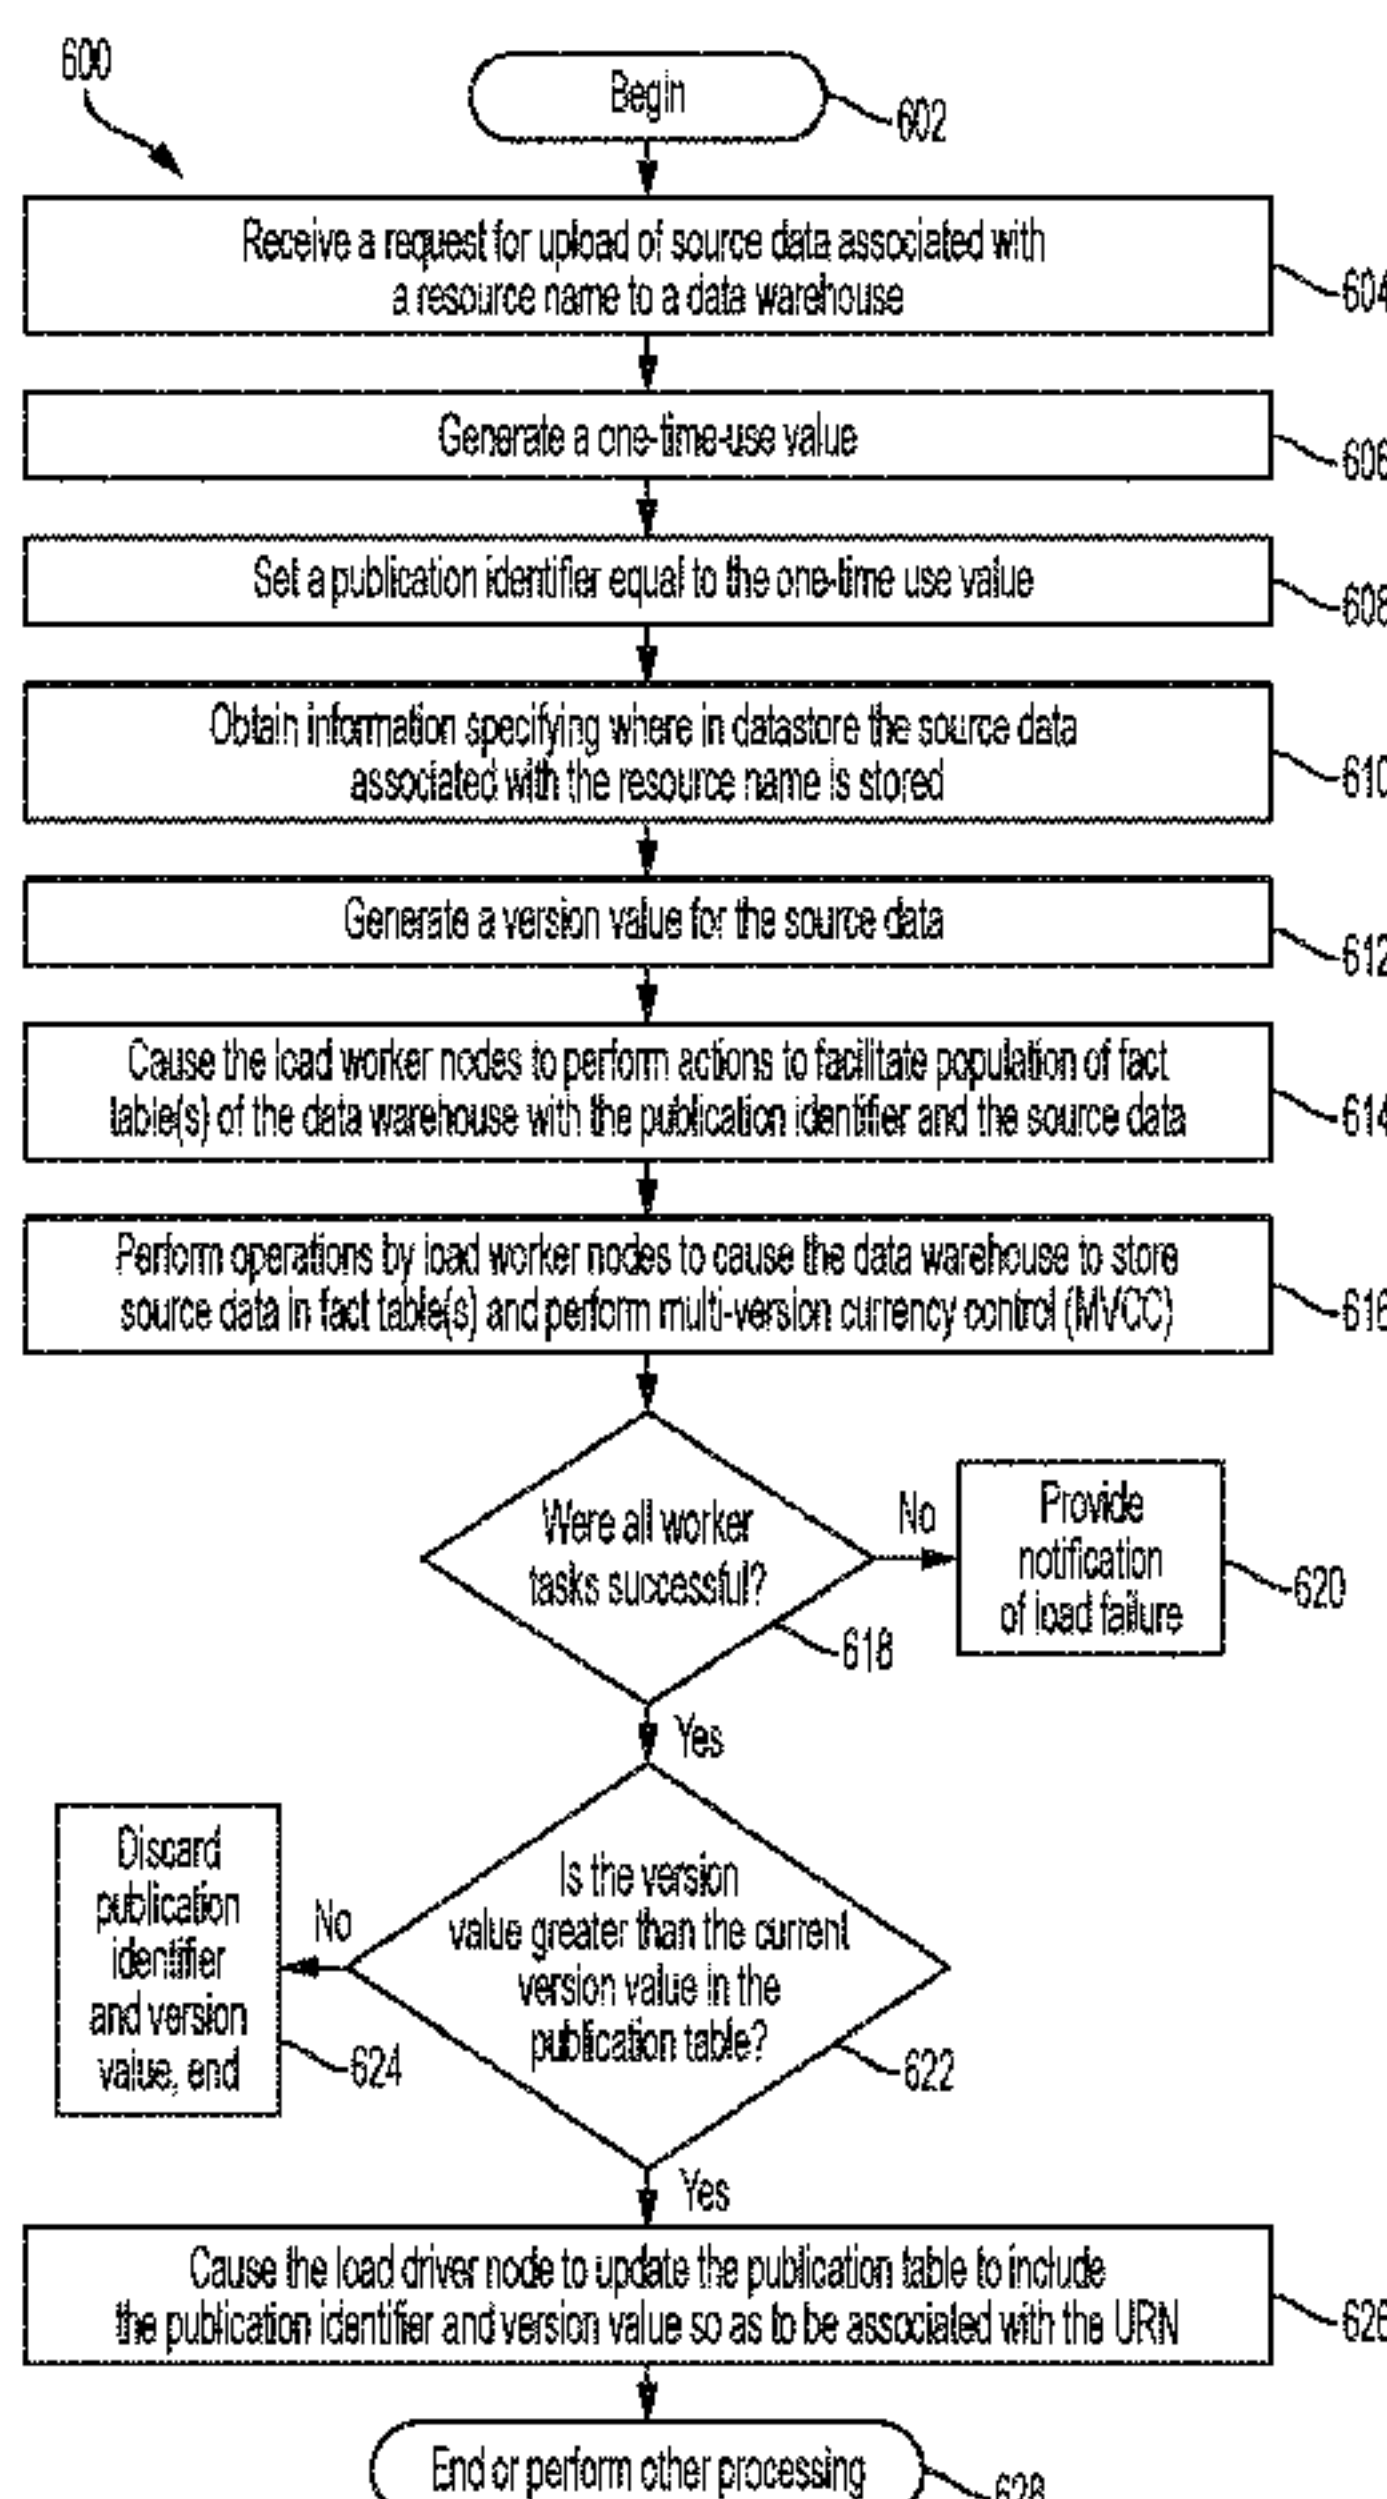 600
Begin
602
Receive a request for upload of source data associated with
a resource name to a data warehouse
604
Generate a one-time-use value
606
Set a publication identifier equal to the one-time use value
608
Obtain information specifying where in datastore the source data
associated with the resource name is stored
610
Generate a version value for the source data
612
Cause the load worker nodes to perform actions to facilitate population of fact
table(s) of the data warehouse with the publication identifier and the source data
614
Perform operations by load worker nodes to cause the data warehouse to store
source data in fact table(s) and perform multi-version currency control (MVCC)
616
Were all worker
tasks successful?
618
No
Provide
notification
of load failure
620
Yes
Is the version
value greater than the current
version value in the
publication table?
622
No
Discard
publication
identifier
and version
value, end
624
Yes
Cause the load driver node to update the publication table to include
the publication identifier and version value so as to be associated with the URN
626
End or perform other processing
628